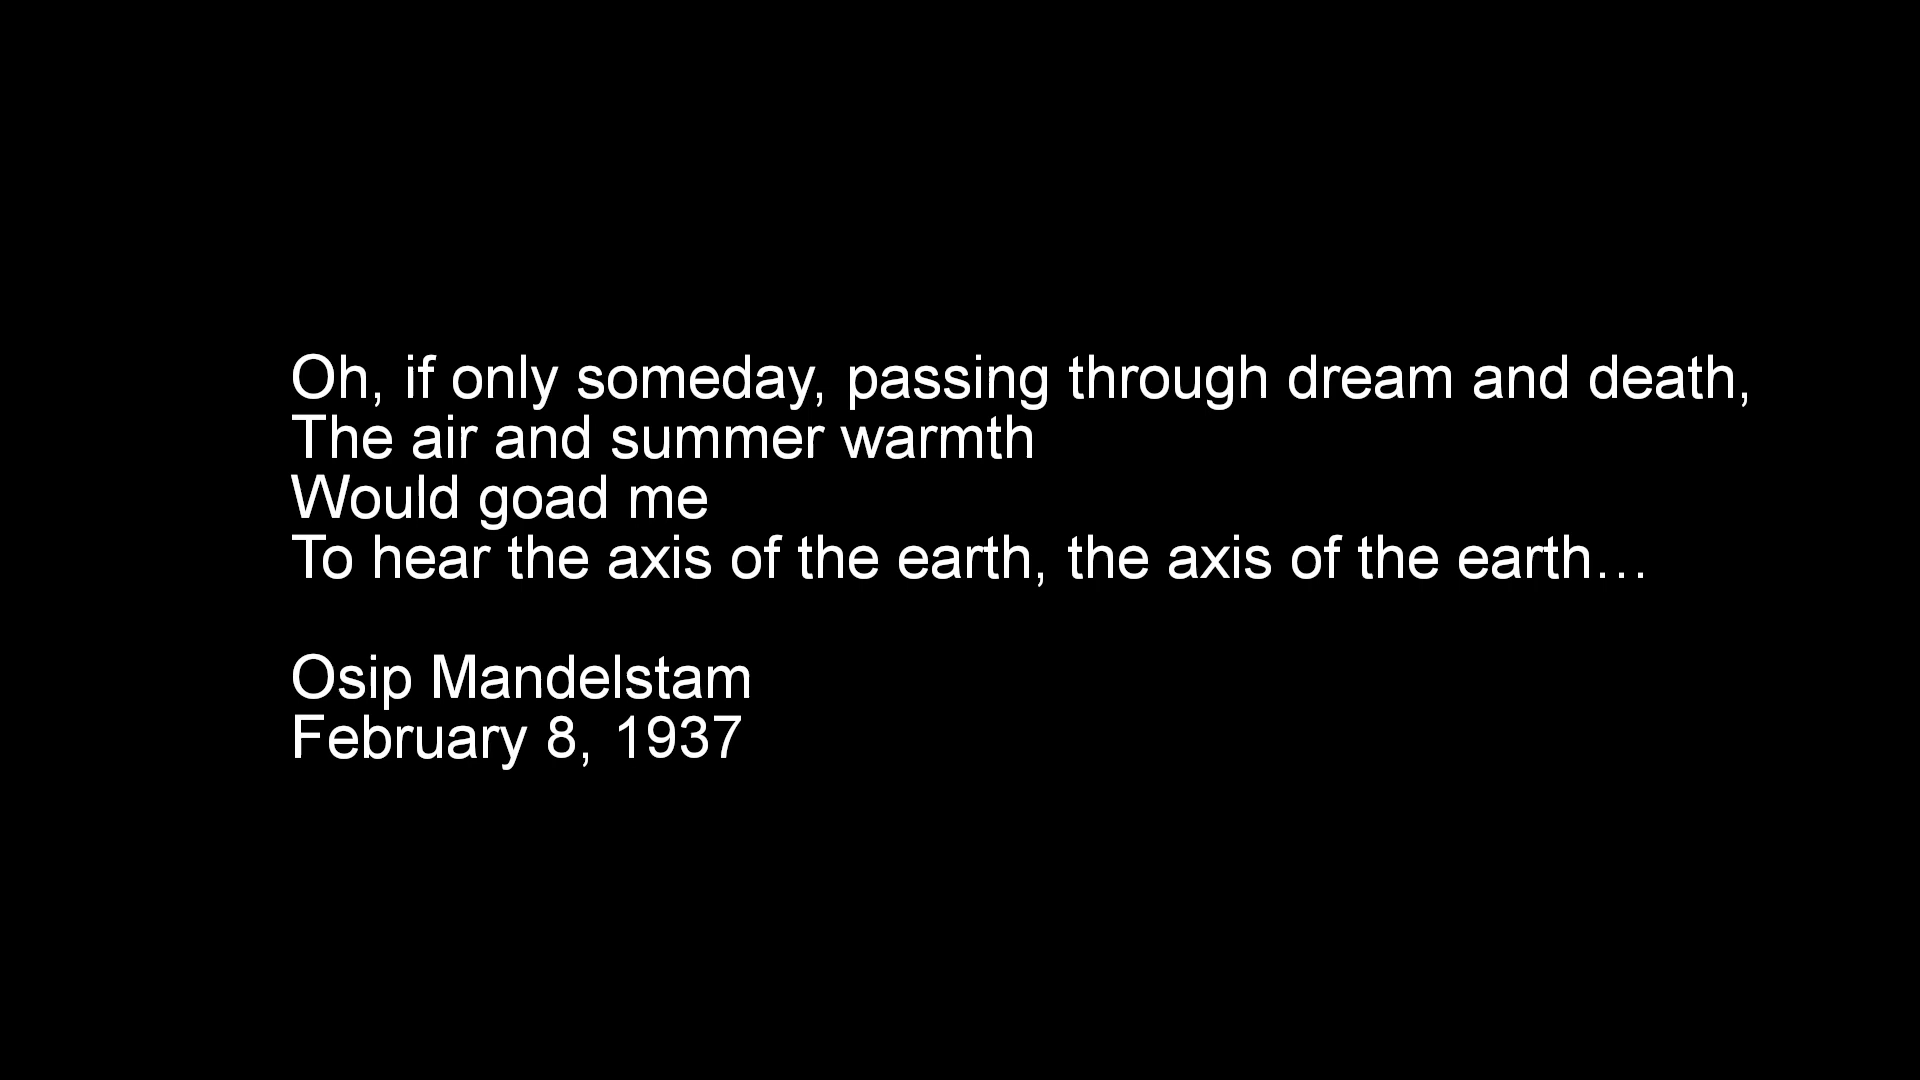 Oh, if only someday, passing through dream and death,
The air and summer warmth
Would goad me
To hear the axis of the earth, the axis of the earth…
Osip Mandelstam
February 8, 1937